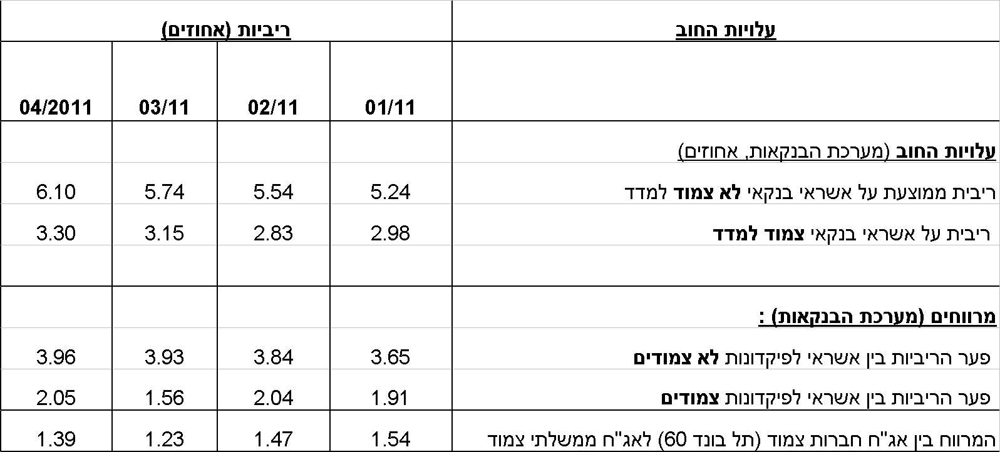 עלויות החוב ריביות (אחוזים)
01/11 02/11 03/11 04/2011
עלויות החוב (מערכת הבנקאות, אחוזים)
ריבית ממוצעת על אשראי בנקאי לא צמוד למדד 5.24 5.54 5.74 6.10
ריבית על אשראי בנקאי צמוד למדד 2.98 2.83 3.15 3.30
מרווחים (מערכת הבנקאות) :
פער הריביות בין אשראי לפיקדונות לא צמודים 3.65 3.84 3.93 3.96
פער הריביות בין אשראי לפיקדונות צמודים 1.91 2.04 1.56 2.05
המרווח בין אג"ח חברות צמוד (תל בונד 60) לאג"ח ממשלתי צמוד 1.54 1.47 1.23 1.39